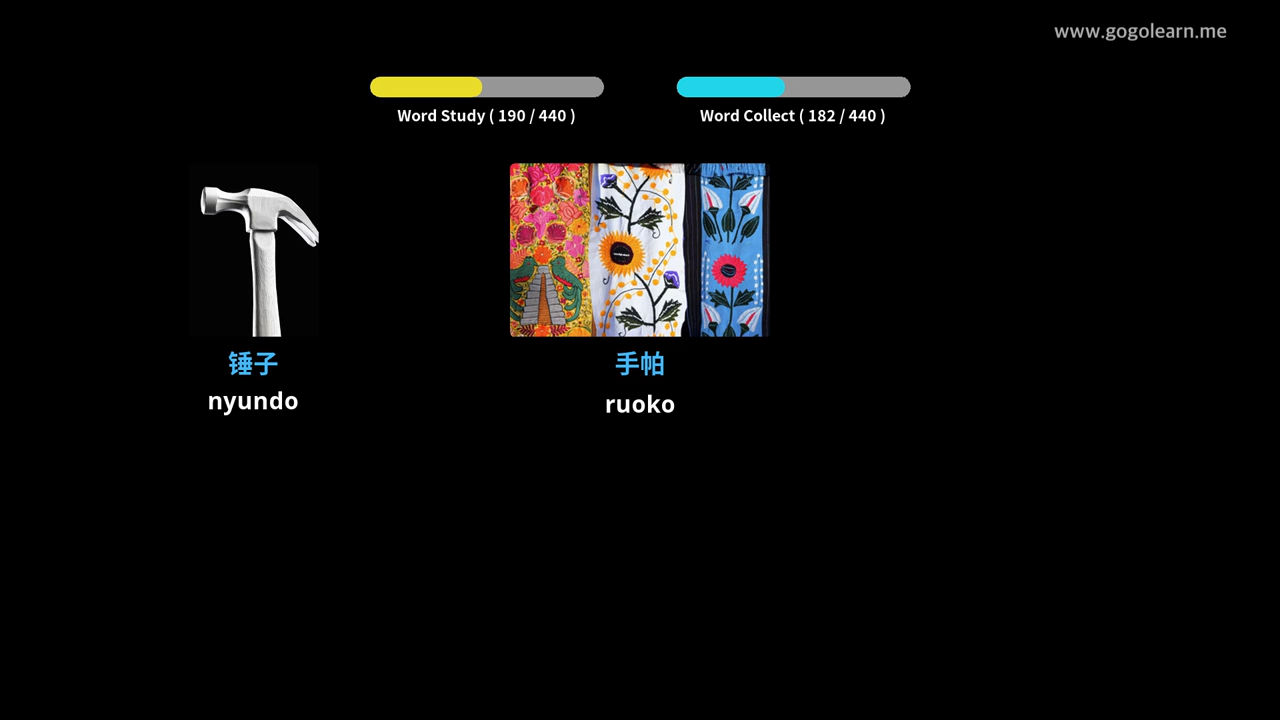 www.gogolearn.me
Word Study ( 190 / 440 )
Word Collect ( 182 / 440 )
锤子
nyundo
手帕
ruoko